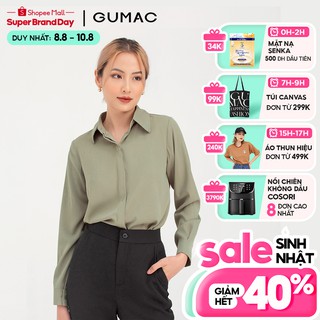 Shopee Mall
Super Brand Day
GUMAC
DUY NHẤT: 8.8 - 10.8
34K
0H-2H
MẶT NẠ
SENKA
500 DH ĐẦU TIÊN
99K
7H-9H
TÚI CANVAS
ĐƠN TỪ 299K
240K
15H-17H
ÁO THUN HIỆU
ĐƠN TỪ 499K
3790K
NỒI CHIÊN
KHÔNG DẦU
COSORI
8 ĐƠN CAO
NHẤT
sale SINH
NHẬT
GIẢM
HẾT 40%